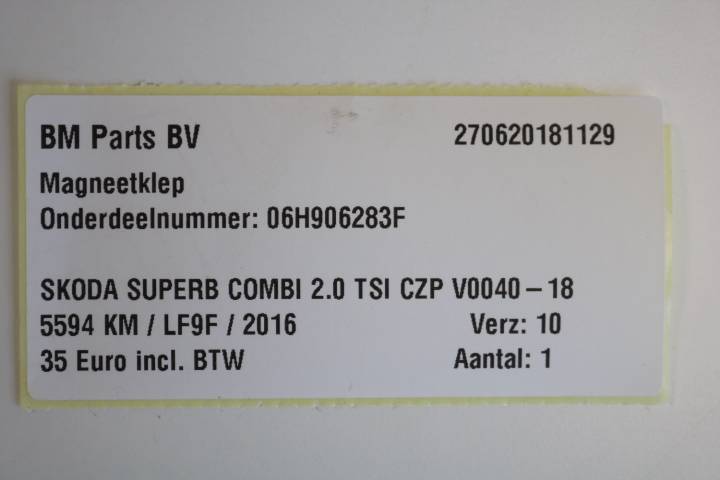 BM Parts BV 270620181129
Magneetklep
Onderdeelnummer: 06H906283F
SKODA SUPERB COMBI 2.0 TSI CZP V0040-18
5594 KM / LF9F / 2016 Verz: 10
35 Euro incl. BTW Aantal: 1